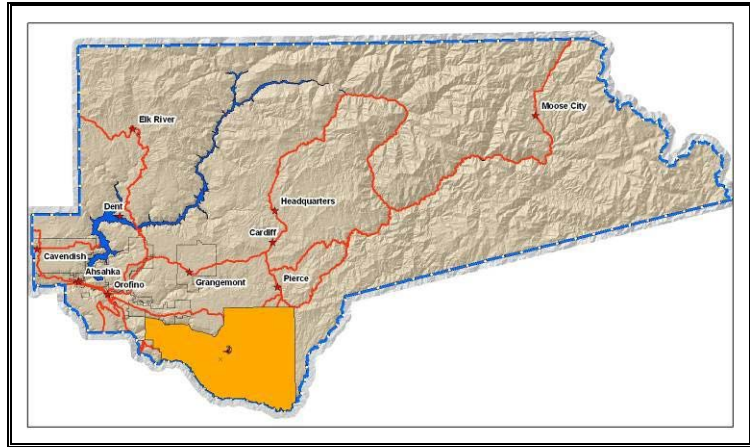 Elk River
Moose City
Dent
Headquarters
Cardiff
Cavendish
Ahsahka
Grangemont
Pierce
Orofino